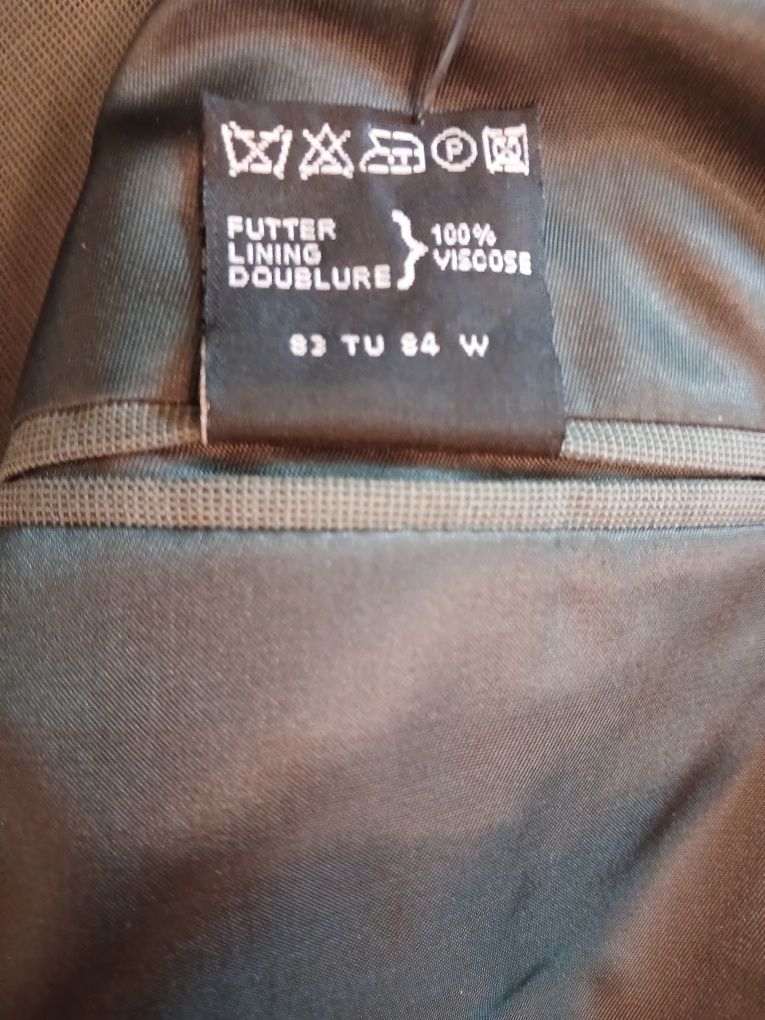 P
FUTTER
LINING
DOUBLURE
100%
VISCOSE
83 TU 84 W